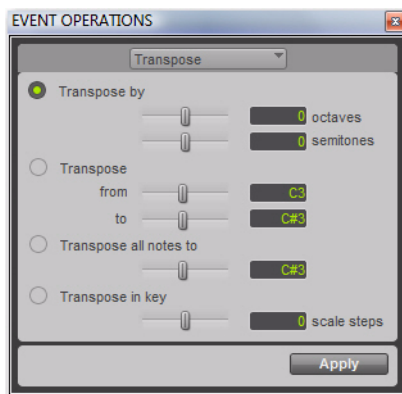 EVENT OPERATIONS
Transpose
Transpose by
0 octaves
0 semitones
Transpose
from C3
to C#3
Transpose all notes to
C#3
Transpose in key
0 scale steps
Apply